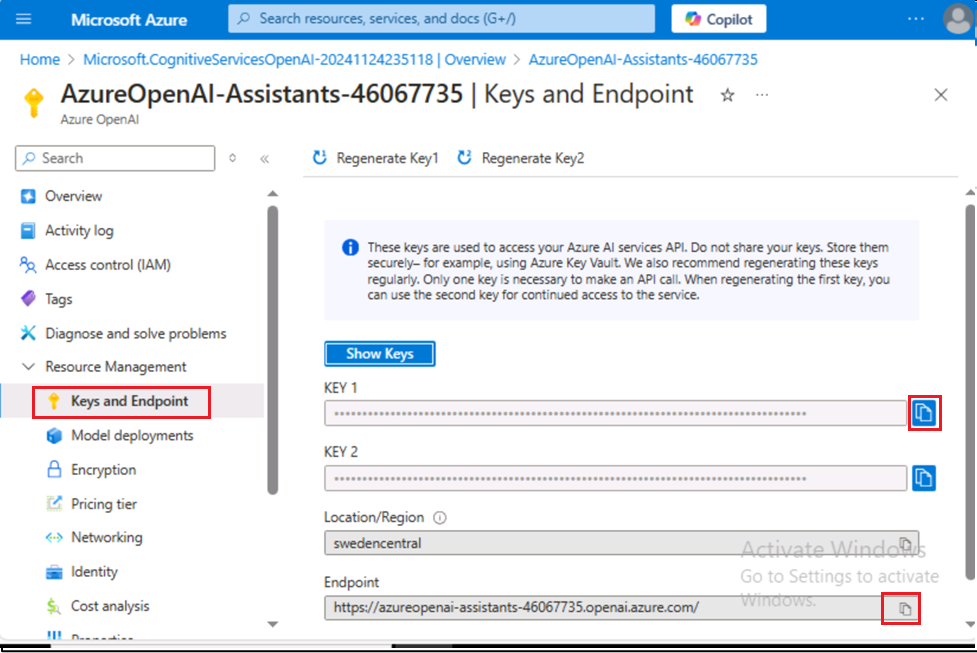 Microsoft Azure
Search resources, services, and docs (G+/)
Copilot
Home > Microsoft.CognitiveServicesOpenAI-20241124235118 | Overview > AzureOpenAI-Assistants-46067735
AzureOpenAI-Assistants-46067735 | Keys and Endpoint
Azure OpenAI
Search
Regenerate Key1
Regenerate Key2
Overview
Activity log
Access control (IAM)
Tags
Diagnose and solve problems
Resource Management
Keys and Endpoint
Model deployments
Encryption
Pricing tier
Networking
Identity
Cost analysis
Properties
These keys are used to access your Azure AI services API. Do not share your keys. Store them
securely– for example, using Azure Key Vault. We also recommend regenerating these keys
regularly. Only one key is necessary to make an API call. When regenerating the first key, you
can use the second key for continued access to the service.
Show Keys
KEY 1
KEY 2
Location/Region
swedencentral
Endpoint
https://azureopenai-assistants-46067735.openai.azure.com/
Activate Windows
Go to Settings to activate
Windows.